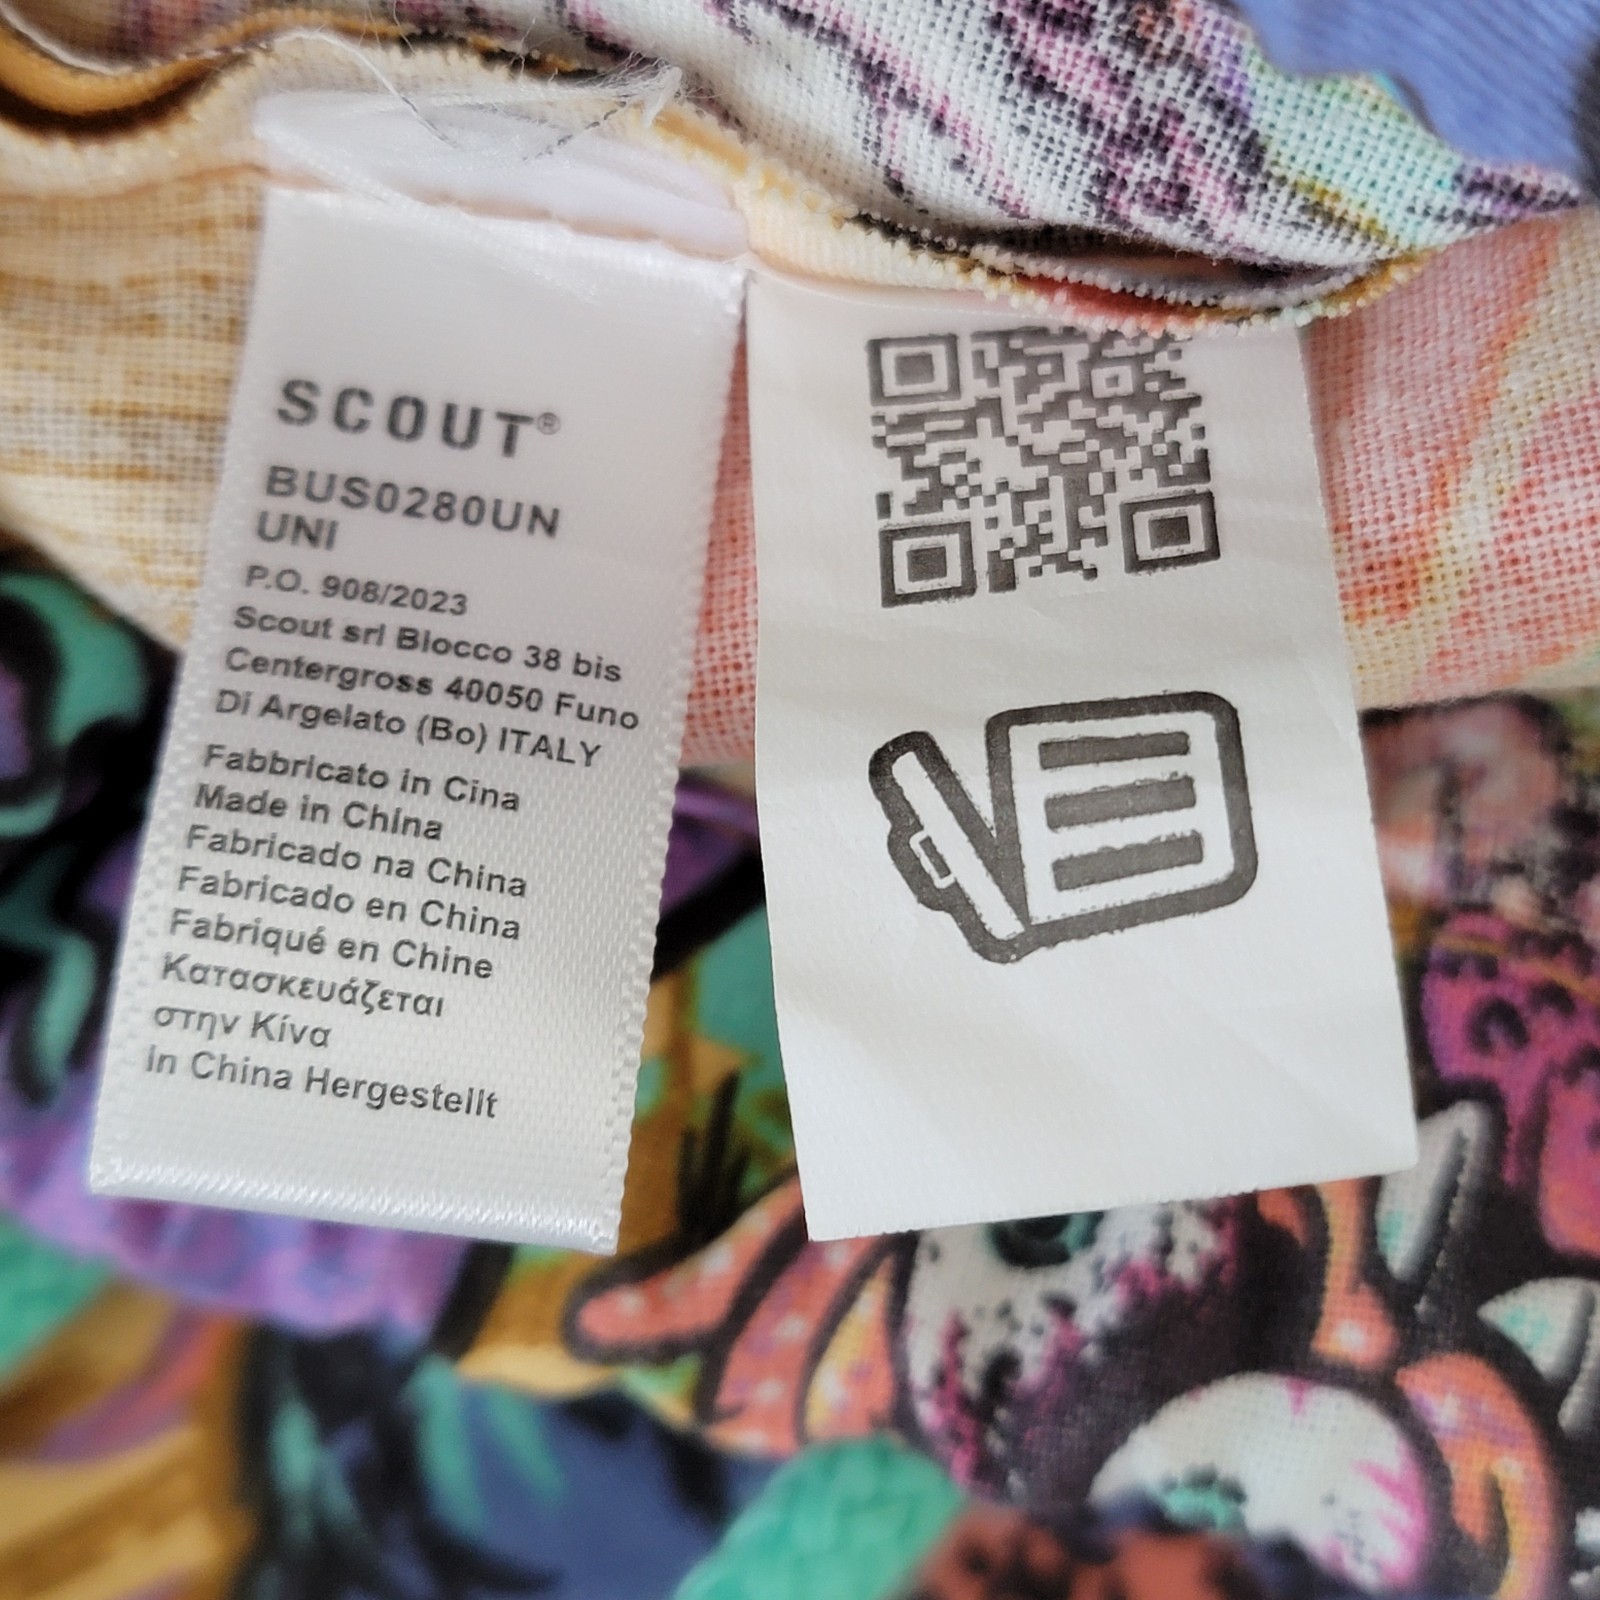 SCOUT®
BUS0280UN
UNI
P.O. 908/2023
Scout srl Blocco 38 bis
Centergross 40050 Funo
Di Argelato (Bo) ITALY
Fabbricato in Cina
Made in China
Fabricado na China
Fabricado en China
Fabriqué en Chine
Κατασκευάζεται
στην Κίνα
in China Hergestellt